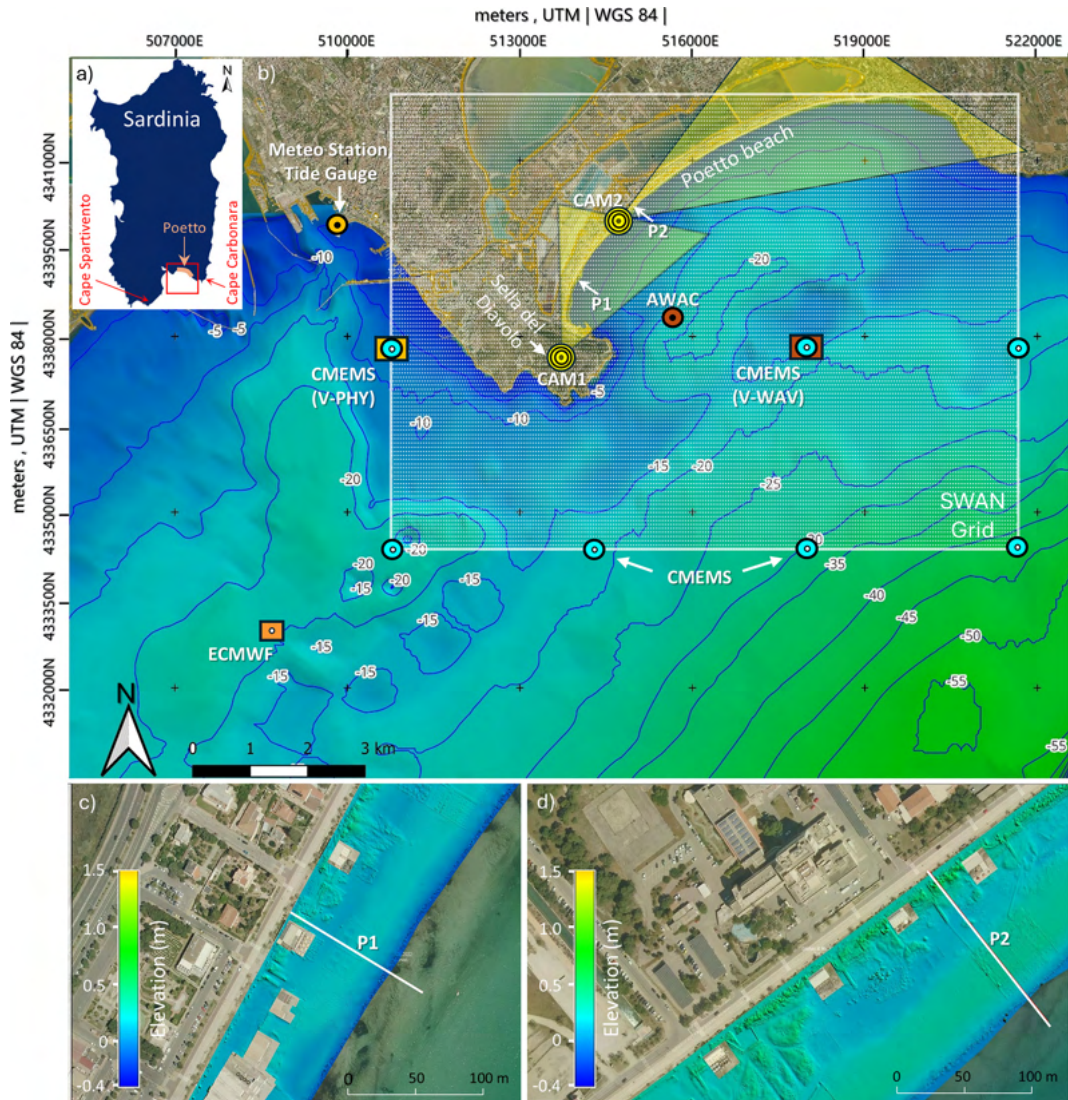 meters , UTM | WGS 84 |
507000E
510000E
513000E
516000E
519000E
522000E
a)
N
Sardinia
Poetto
Cape Spartivento
Cape Carbonara
b)
Meteo Station,
Tide Gauge
Poetto beach
CAM2
P2
P1
AWAC
Sella del
Diavolo
CAM1
CMEMS
(V-PHY)
CMEMS
(V-WAV)
SWAN
Grid
CMEMS
ECMWF
meters , UTM | WGS 84 |
4341000N
4339500N
4338000N
4336500N
4335000N
4333500N
4332000N
-10
-5
-5
-20
-5
-10
-10
-20
-15
-20
-25
-30
-35
-40
-45
-50
-55
-55
-20
-20
-20
-15
-15
-15
-15
-15
N
0
1
2
3 km
c)
1.5
1.0
0.5
0
-0.4
Elevation (m)
P1
0
50
100 m
d)
1.5
1.0
0.5
0
-0.4
Elevation (m)
P2
0
50
100 m